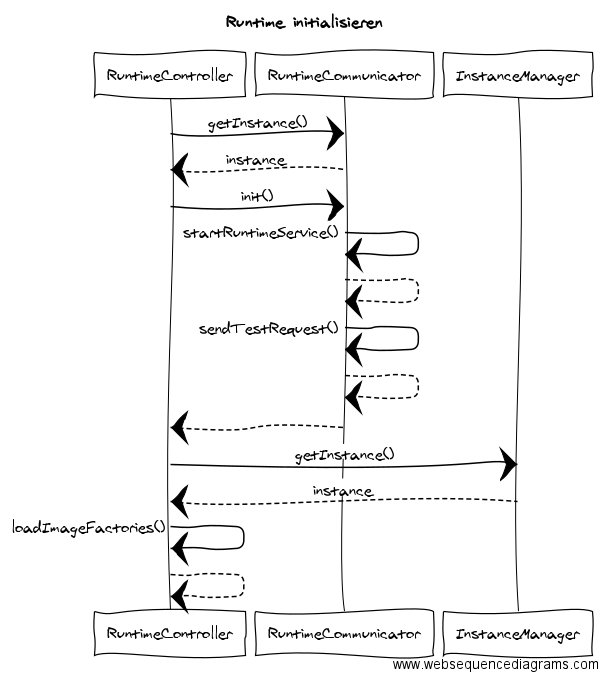 Runtime initialisieren
RuntimeController RuntimeCommunicator InstanceManager
getInstance()
instance
init()
startRuntimeService()
sendTestRequest()
getInstance()
instance
loadImageFactories()
RuntimeController RuntimeCommunicator InstanceManager
www.websequencediagrams.com